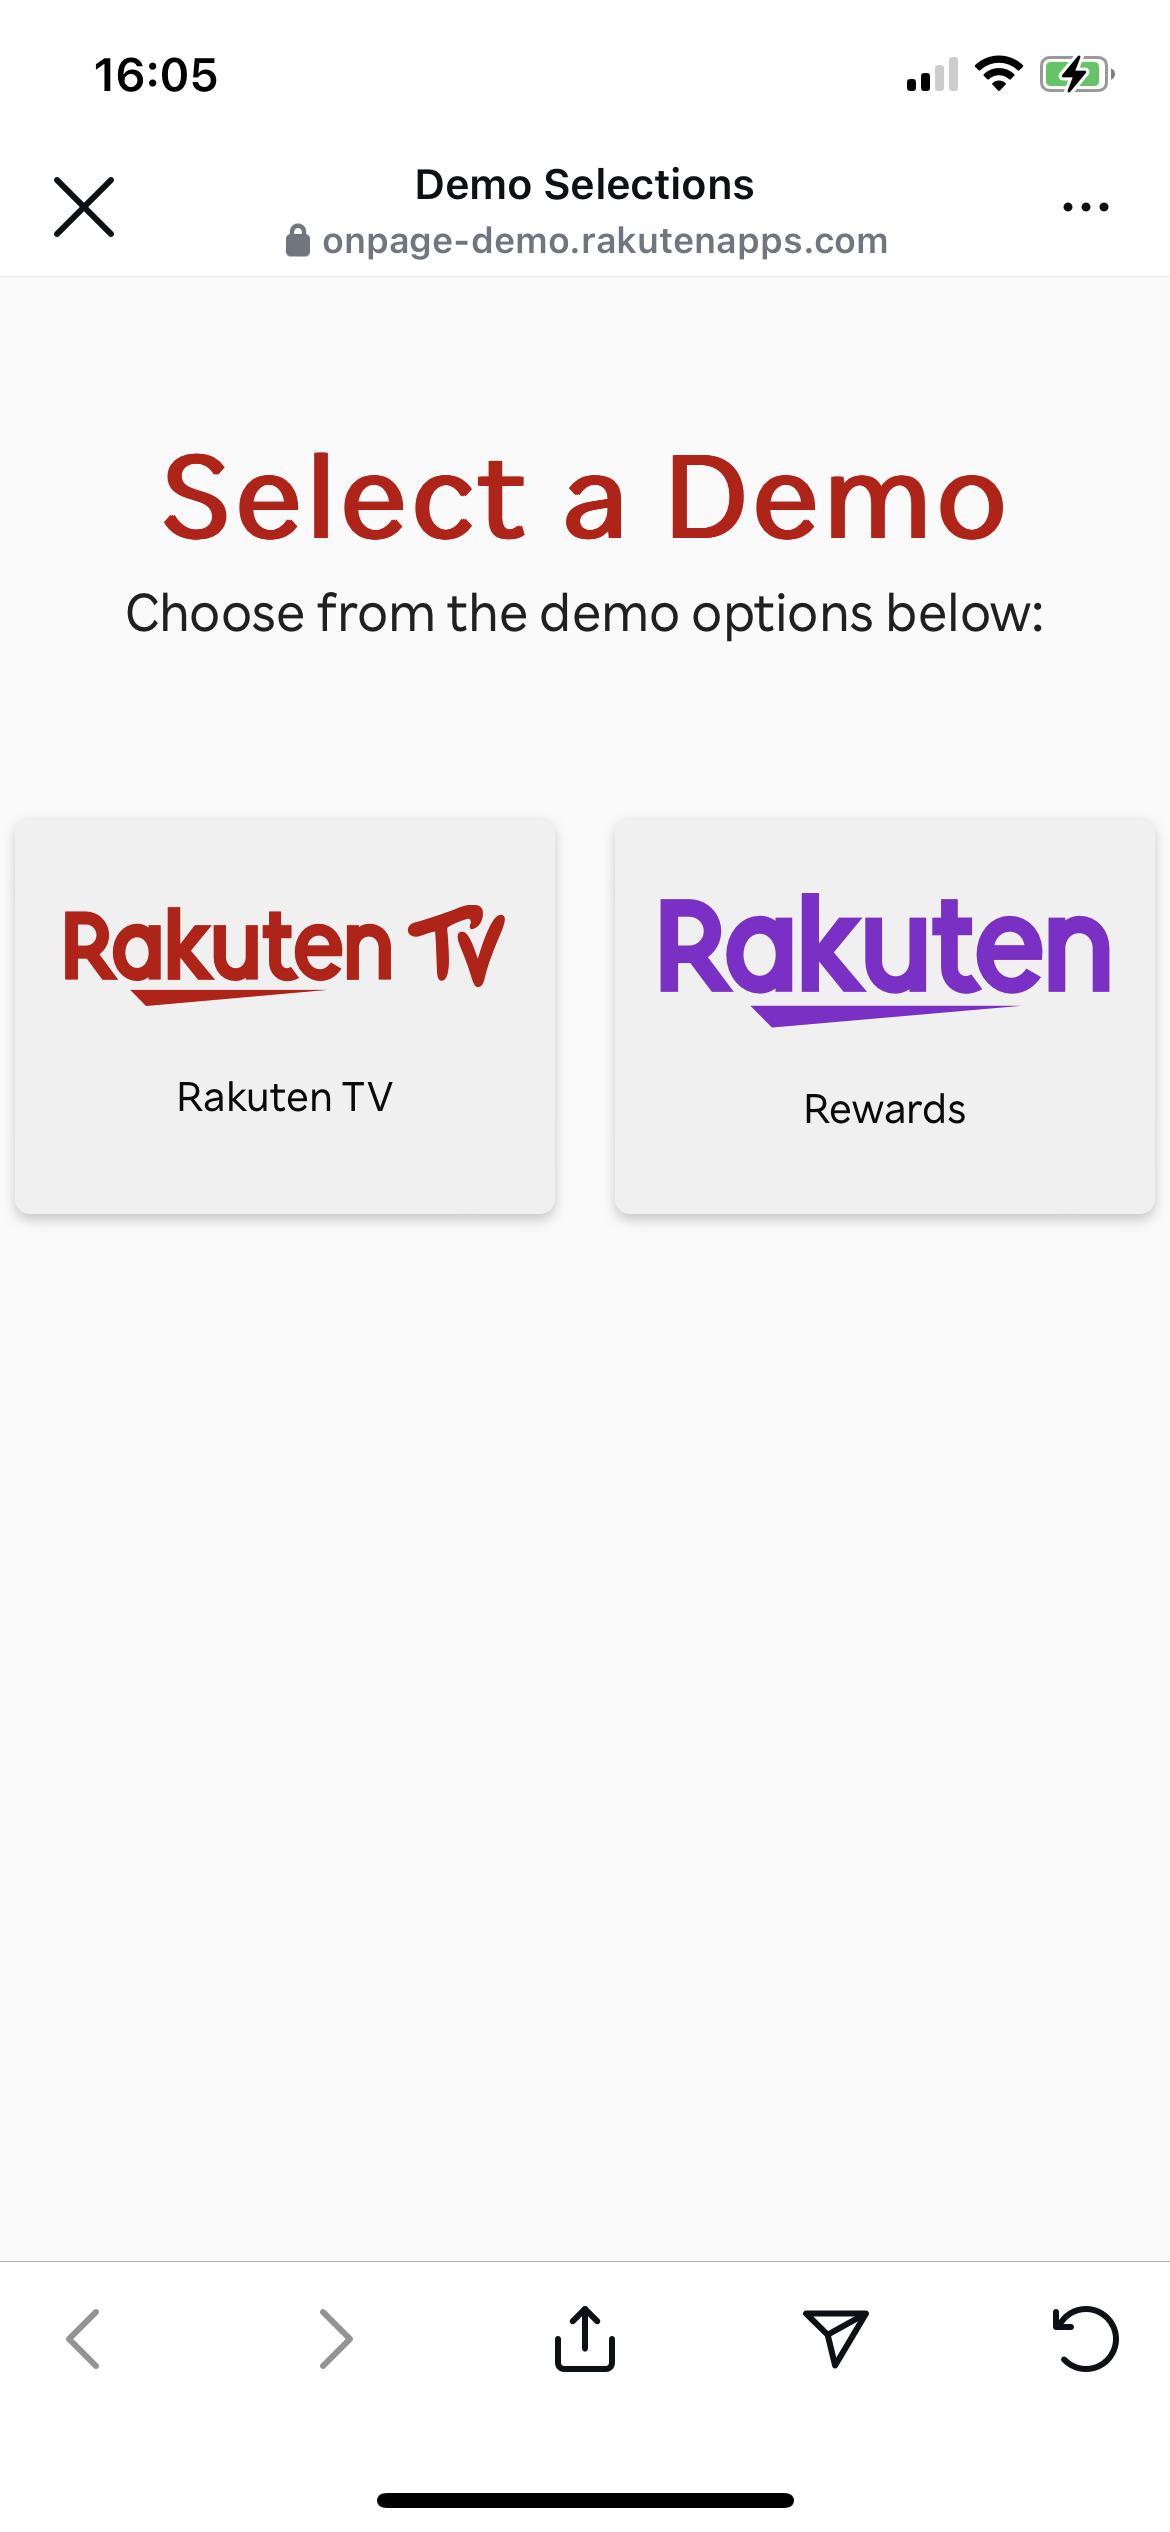 16:05
Demo Selections
onpage-demo.rakutenapps.com
Select a Demo
Choose from the demo options below:
Rakuten TV
Rakuten
Rakuten TV
Rewards